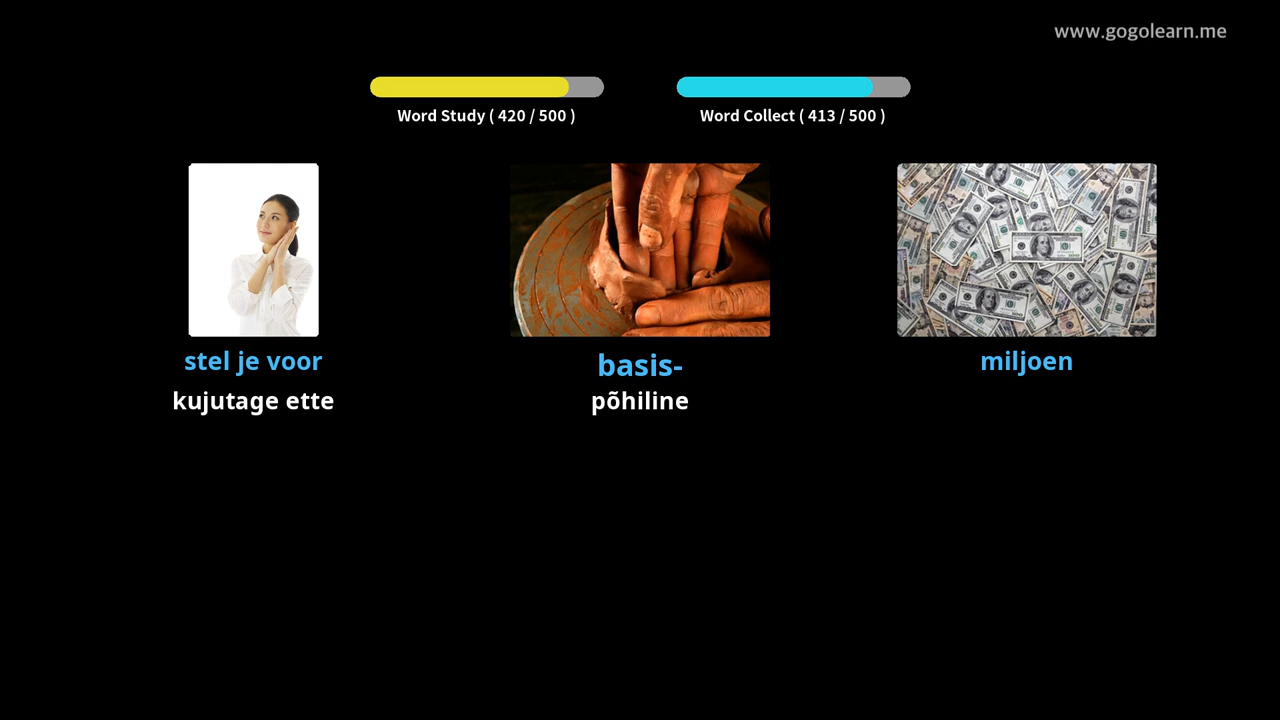 www.gogolearn.me
Word Study ( 420 / 500 )
Word Collect ( 413 / 500 )
stel je voor
kujutage ette
basis-
põhiline
miljoen